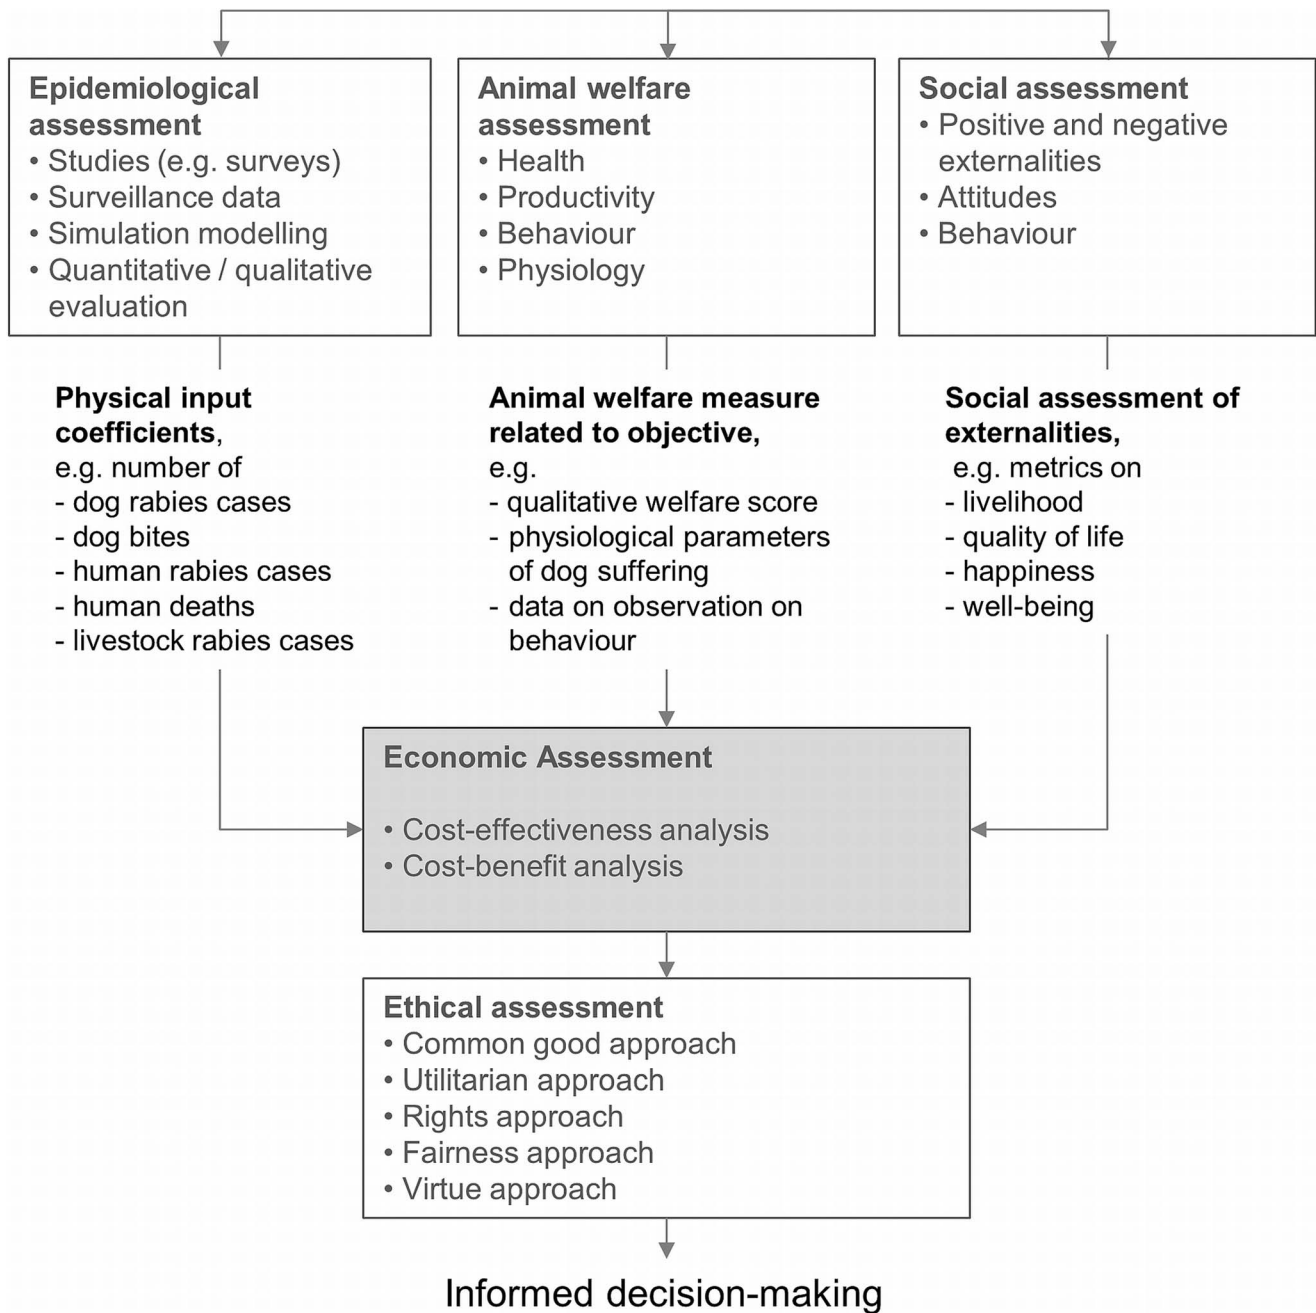 Epidemiological
assessment
• Studies (e.g. surveys)
• Surveillance data
• Simulation modelling
• Quantitative / qualitative
evaluation
Animal welfare
assessment
• Health
• Productivity
• Behaviour
• Physiology
Social assessment
• Positive and negative
externalities
• Attitudes
• Behaviour
Physical input
coefficients,
e.g. number of
- dog rabies cases
- dog bites
- human rabies cases
- human deaths
- livestock rabies cases
Animal welfare measure
related to objective,
e.g.
- qualitative welfare score
- physiological parameters
of dog suffering
- data on observation on
behaviour
Social assessment of
externalities,
e.g. metrics on
- livelihood
- quality of life
- happiness
- well-being
Economic Assessment
• Cost-effectiveness analysis
• Cost-benefit analysis
Ethical assessment
• Common good approach
• Utilitarian approach
• Rights approach
• Fairness approach
• Virtue approach
Informed decision-making